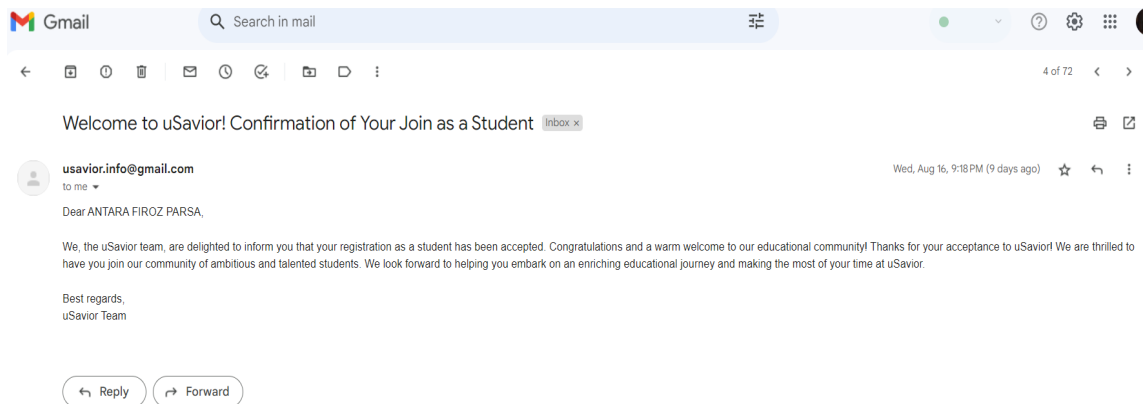 Gmail
Search in mail
4 of 72
Welcome to uSavior! Confirmation of Your Join as a Student Inbox ×
usavior.info@gmail.com Wed, Aug 16, 9:18 PM (9 days ago)
to me
Dear ANTARA FIROZ PARSA,
We, the uSavior team, are delighted to inform you that your registration as a student has been accepted. Congratulations and a warm welcome to our educational community! Thanks for your acceptance to uSavior! We are thrilled to
have you join our community of ambitious and talented students. We look forward to helping you embark on an enriching educational journey and making the most of your time at uSavior.
Best regards,
uSavior Team
Reply Forward